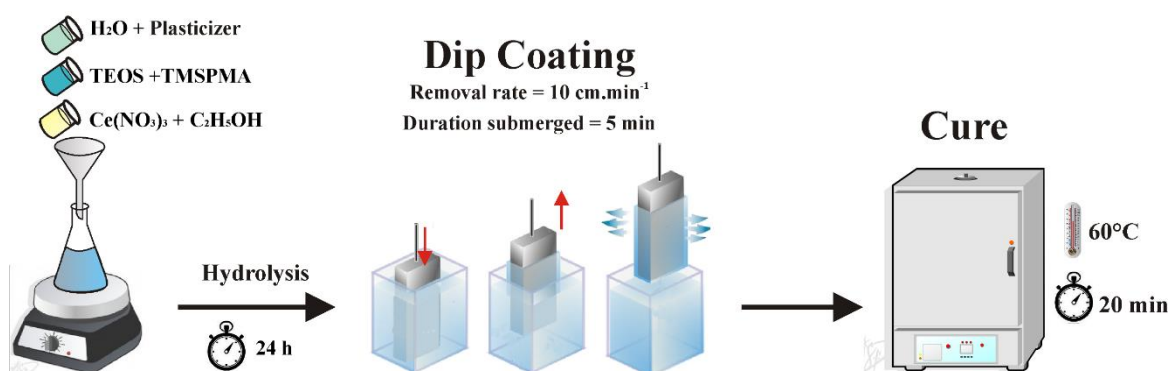 H₂O + Plasticizer
TEOS +TMSPMA
Ce(NO₃)₃ + C₂H₅OH
Hydrolysis
24 h
Dip Coating
Removal rate = 10 cm.min⁻¹
Duration submerged = 5 min
Cure
60°C
20 min